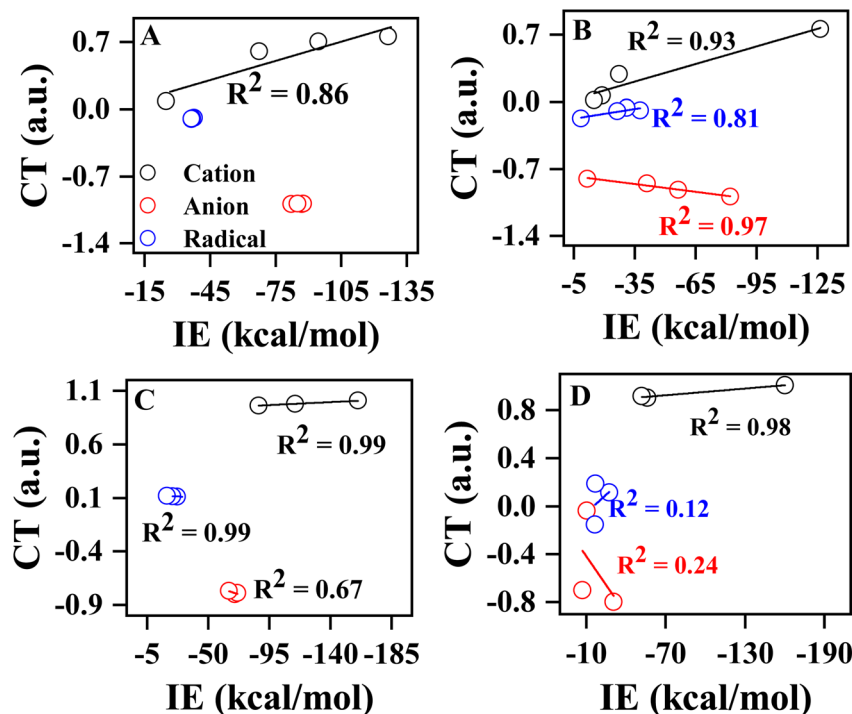 A
0.7
0.0
-0.7
-1.4
CT (a.u.)
R² = 0.86
Cation
Anion
Radical
-15 -45 -75 -105 -135
IE (kcal/mol)
B
0.7
0.0
-0.7
-1.4
CT (a.u.)
R² = 0.93
R² = 0.81
R² = 0.97
-5 -35 -65 -95 -125
IE (kcal/mol)
C
1.1
0.6
0.1
-0.4
-0.9
CT (a.u.)
R² = 0.99
R² = 0.99
R² = 0.67
-5 -50 -95 -140 -185
IE (kcal/mol)
D
0.8
0.4
0.0
-0.4
-0.8
CT (a.u.)
R² = 0.98
R² = 0.12
R² = 0.24
-10 -70 -130 -190
IE (kcal/mol)